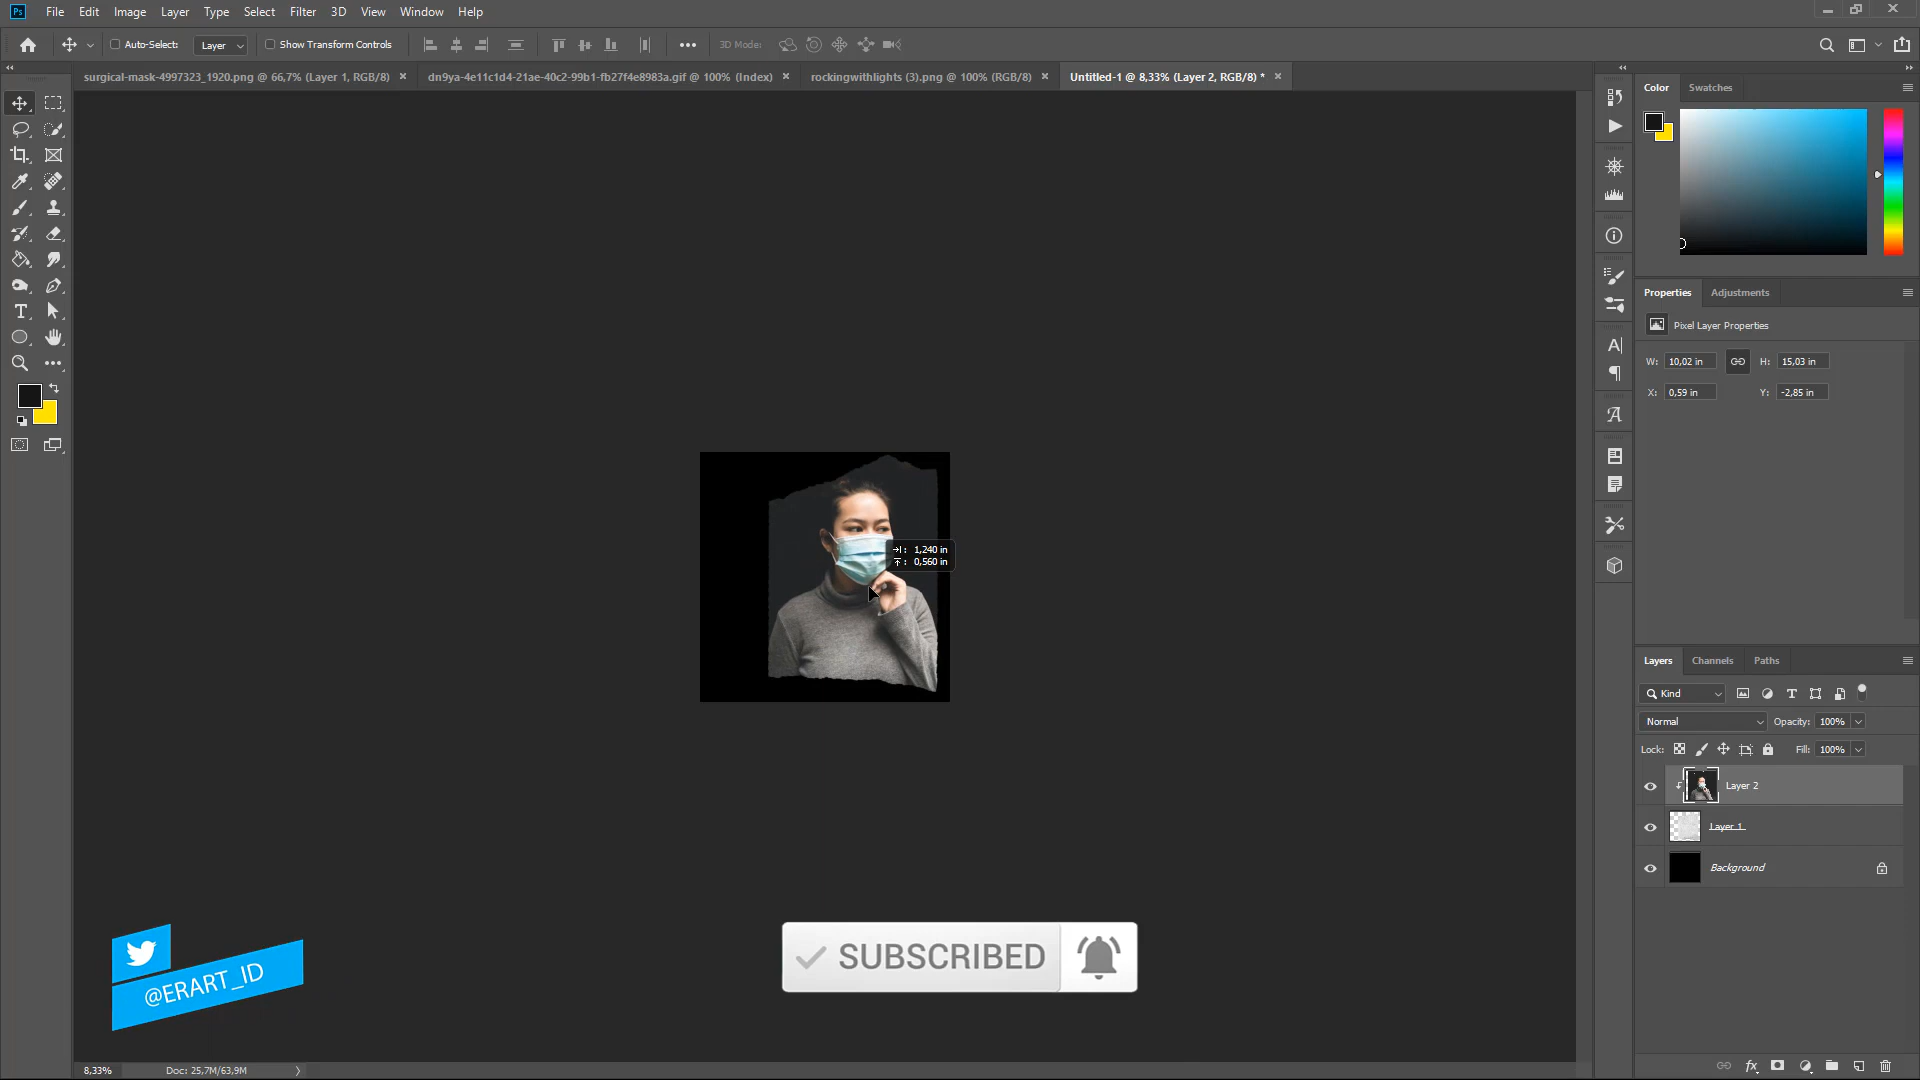 Ps File Edit Image Layer Type Select Filter 3D View Window Help
Auto-Select: Layer Show Transform Controls 3D Mode:
surgical-mask-4997323_1920.png @ 66,7% (Layer 1, RGB/8) dn9ya-4e11c1d4-21ae-40c2-99b1-fb27f4e8983a.gif @ 100% (Index) rockingwithlights (3).png @ 100% (RGB/8) Untitled-1 @ 8,33% (Layer 2, RGB/8) *
Color Swatches
Properties Adjustments
Pixel Layer Properties
W: 10,02 in H: 15,03 in
X: 0,59 in Y: -2,85 in
1,240 in
0,560 in
Layers Channels Paths
Kind
Normal Opacity: 100%
Lock: Fill: 100%
Layer 2
Layer 1
Background
SUBSCRIBED
@ERART_ID
8,33% Doc: 25,7M/63,9M